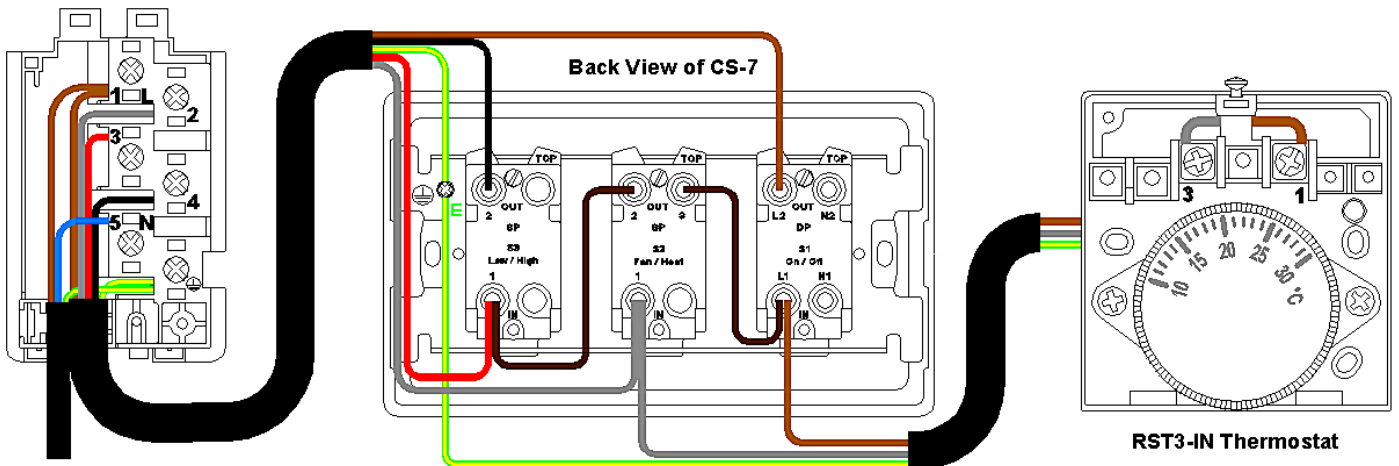 Back View of CS-7
1 L
2
3
4
5 N
E
TOP
2 OUT
SP
S3
Low / High
1
IN
TOP
2 OUT 3
SP
S2
Fan / Heat
1
IN
TOP
OUT
L2 N2
DP
S1
On / Off
L1 N1
IN
3 1
10 15 20 25 30 °C
RST3-IN Thermostat